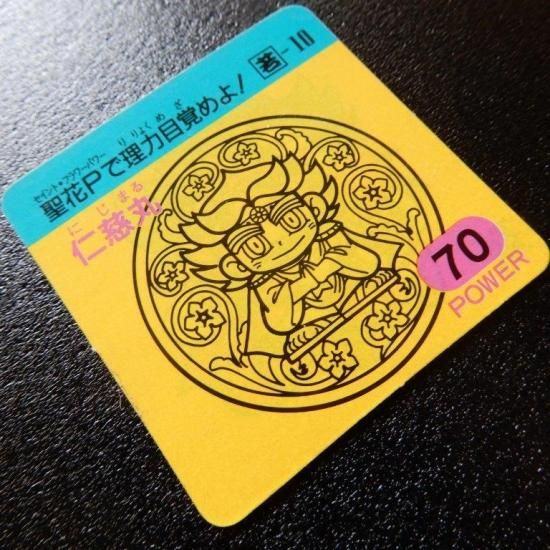 セイント・フラワーパワー りりょくめざ
聖花Pで理力目覚めよ! 若-10
にじまる
仁慈丸
70
POWER